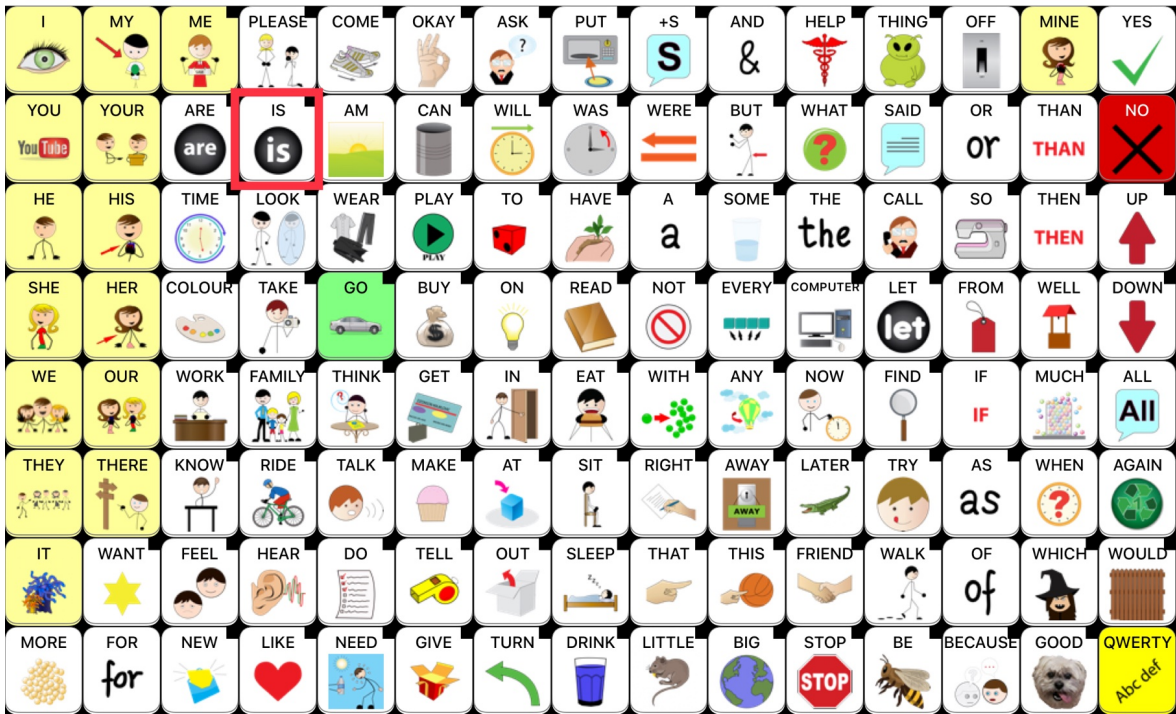 I MY ME PLEASE COME OKAY ASK PUT +S AND HELP THING OFF MINE YES
? S &
YOU YOUR ARE IS AM CAN WILL WAS WERE BUT WHAT SAID OR THAN NO
You Tube are is ? or THAN
HE HIS TIME LOOK WEAR PLAY TO HAVE A SOME THE CALL SO THEN UP
PLAY a the THEN
SHE HER COLOUR TAKE GO BUY ON READ NOT EVERY COMPUTER LET FROM WELL DOWN
$ let
WE OUR WORK FAMILY THINK GET IN EAT WITH ANY NOW FIND IF MUCH ALL
? IF All
THEY THERE KNOW RIDE TALK MAKE AT SIT RIGHT AWAY LATER TRY AS WHEN AGAIN
AWAY as ?
IT WANT FEEL HEAR DO TELL OUT SLEEP THAT THIS FRIEND WALK OF WHICH WOULD
zzz of
MORE FOR NEW LIKE NEED GIVE TURN DRINK LITTLE BIG STOP BE BECAUSE GOOD QWERTY
for STOP Abc def